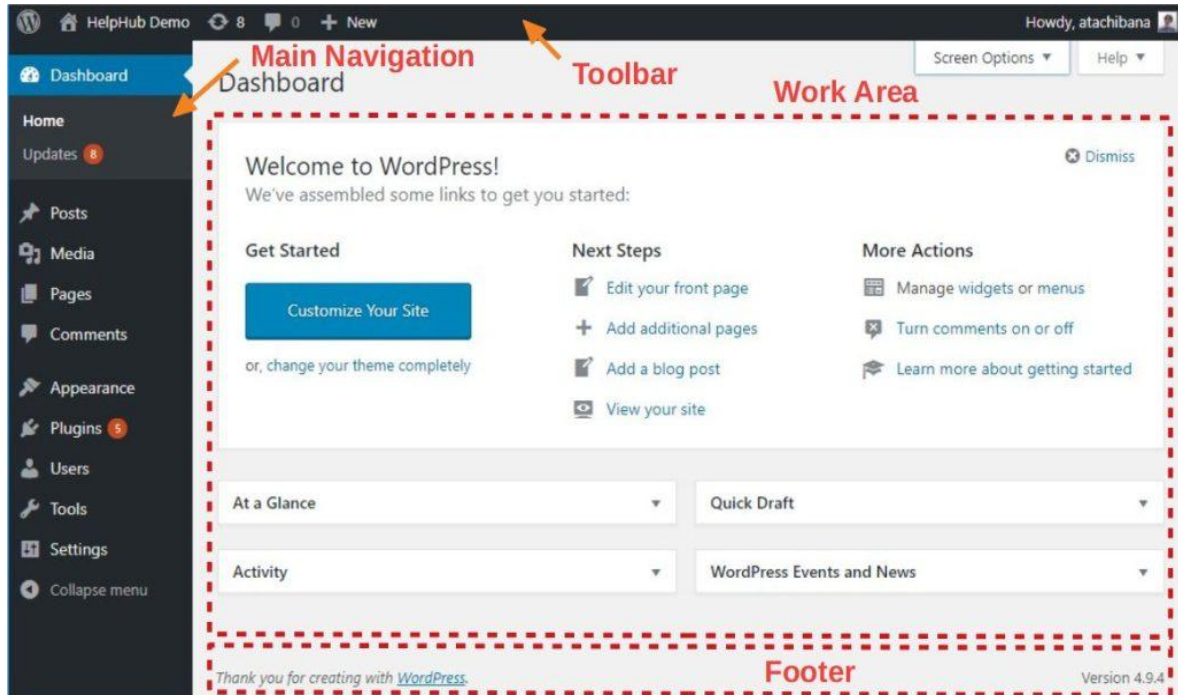 HelpHub Demo 8 0 + New Howdy, atachibana
Main Navigation
Toolbar
Work Area
Screen Options ▼ Help ▼
Dashboard
Home
Updates 8
Posts
Media
Pages
Comments
Appearance
Plugins 5
Users
Tools
Settings
Collapse menu
Dashboard
Welcome to WordPress!
Dismiss
We've assembled some links to get you started:
Get Started
Customize Your Site
or, change your theme completely
Next Steps
Edit your front page
Add additional pages
Add a blog post
View your site
More Actions
Manage widgets or menus
Turn comments on or off
Learn more about getting started
At a Glance
Quick Draft
Activity
WordPress Events and News
Footer
Thank you for creating with WordPress.
Version 4.9.4